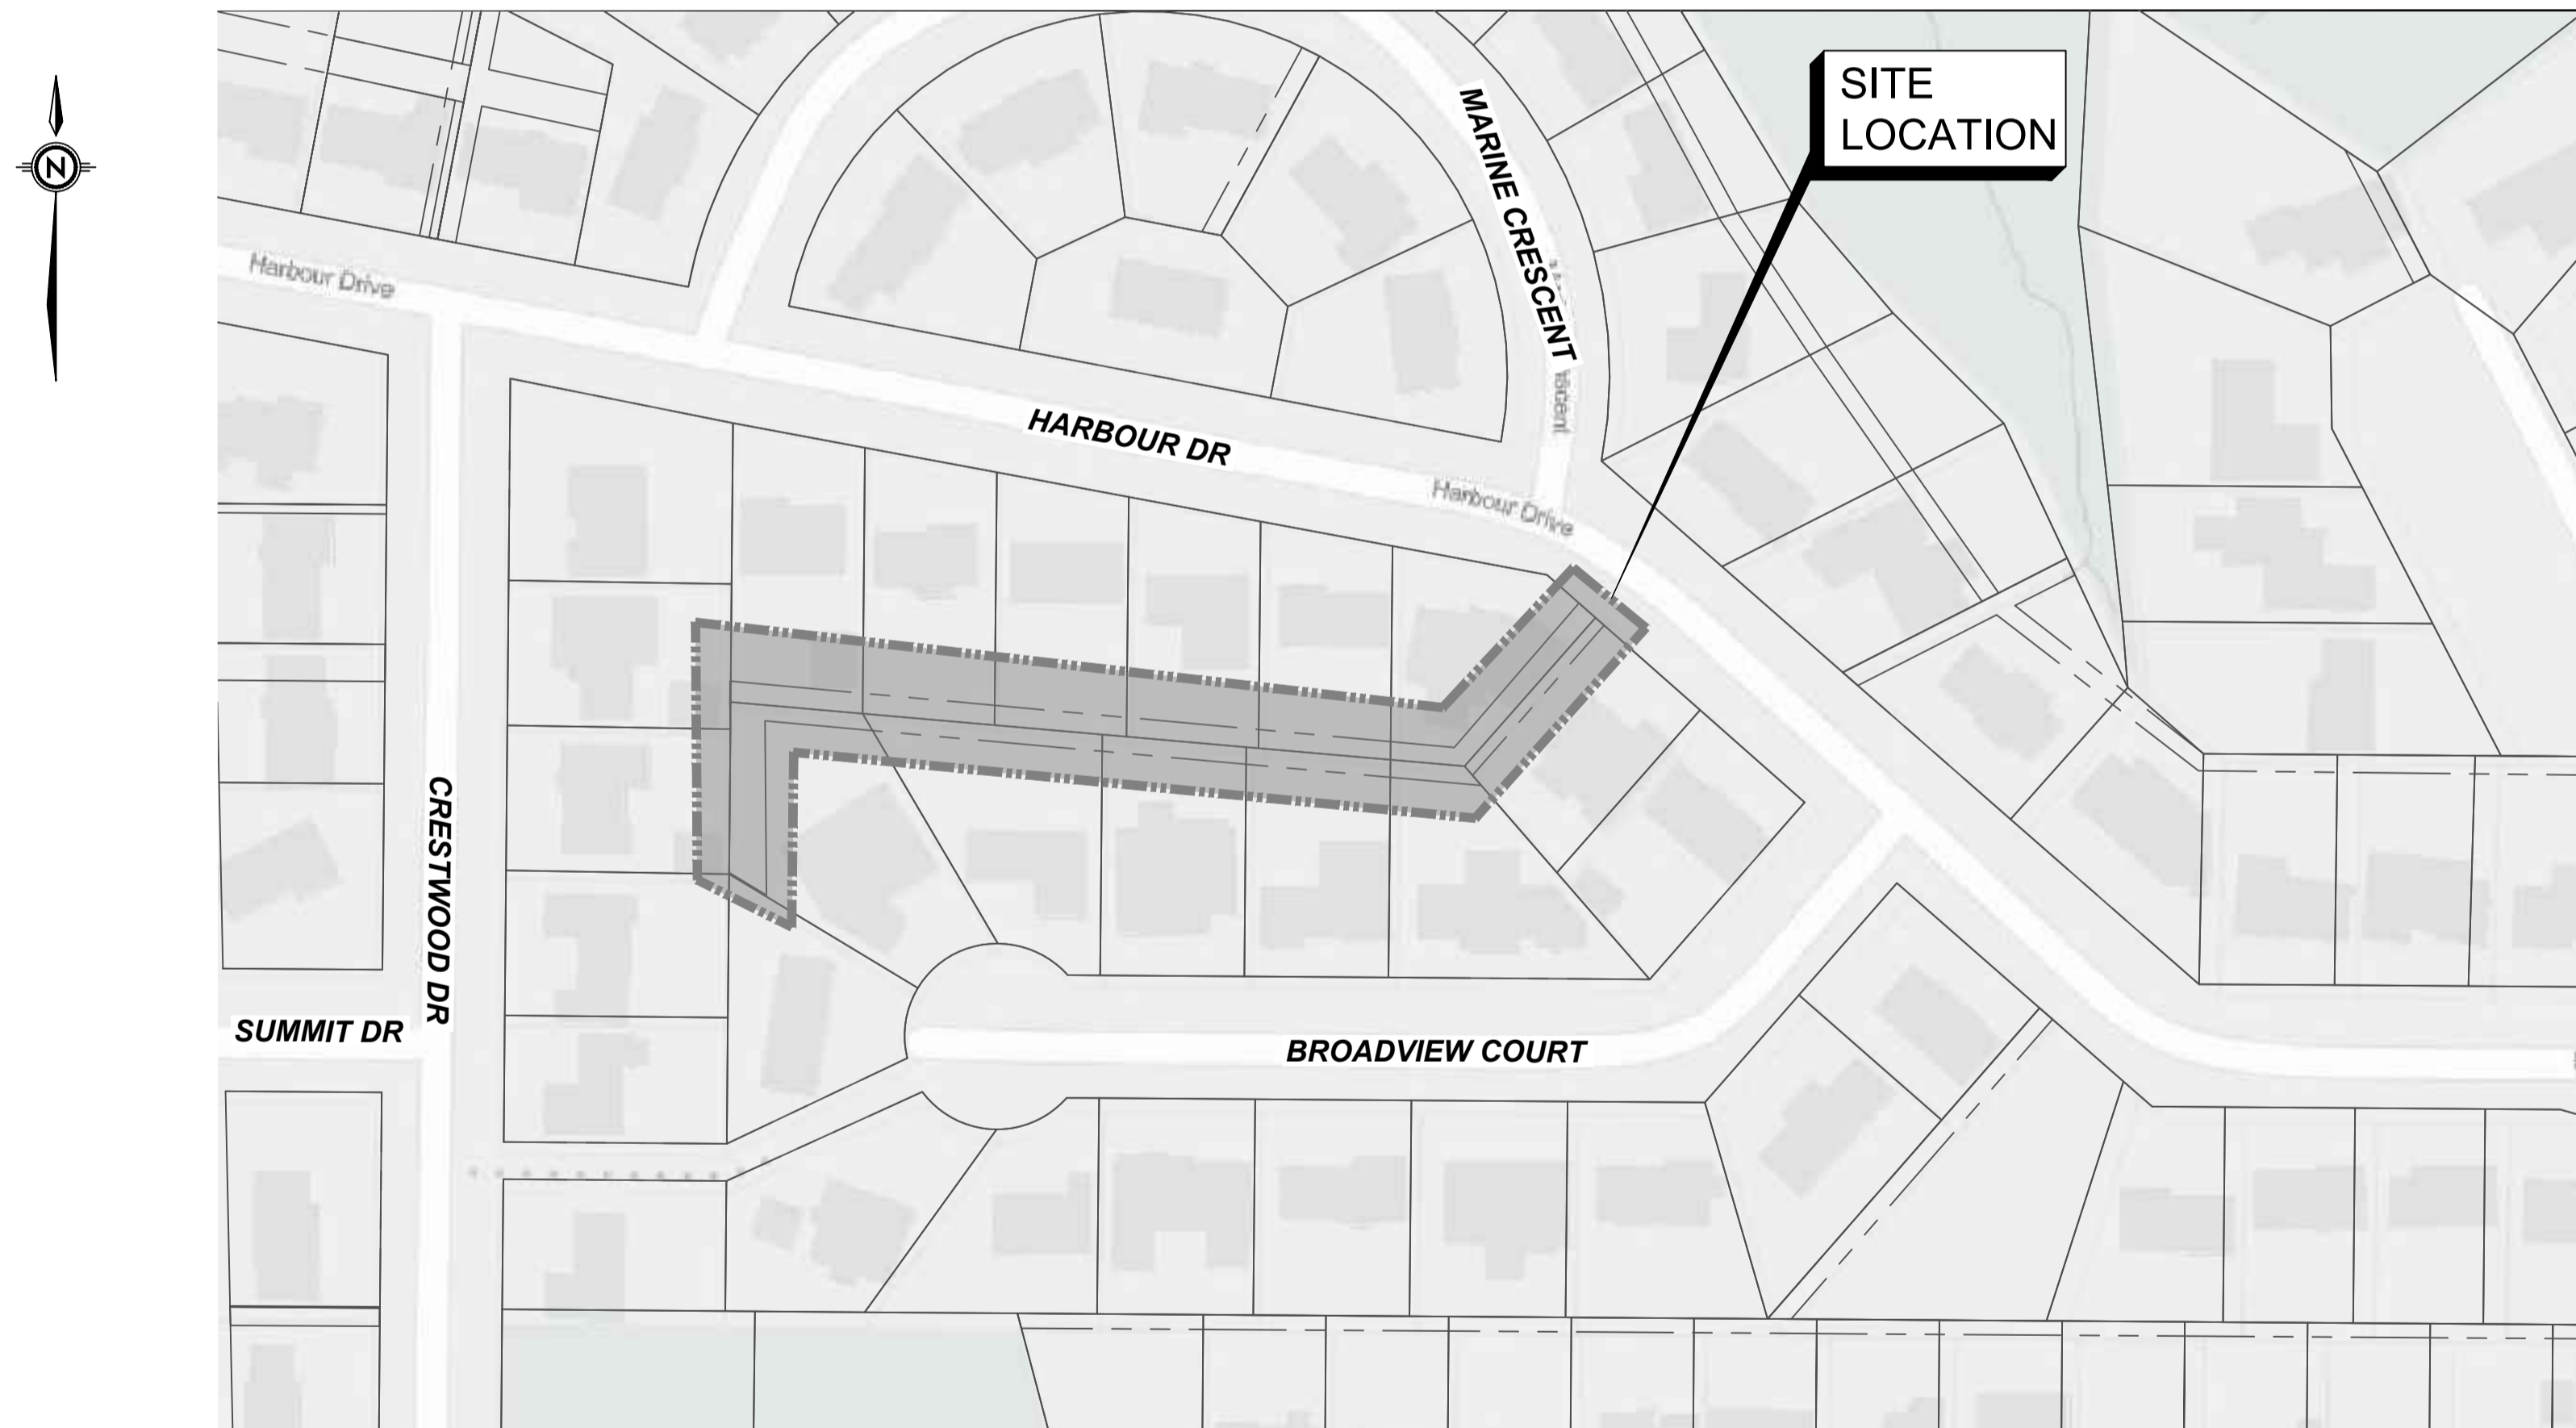 SITE
LOCATION
N
MARINE CRESCENT
Harbour Drive
HARBOUR DR
Harbour Drive
CRESTWOOD DR
SUMMIT DR
BROADVIEW COURT